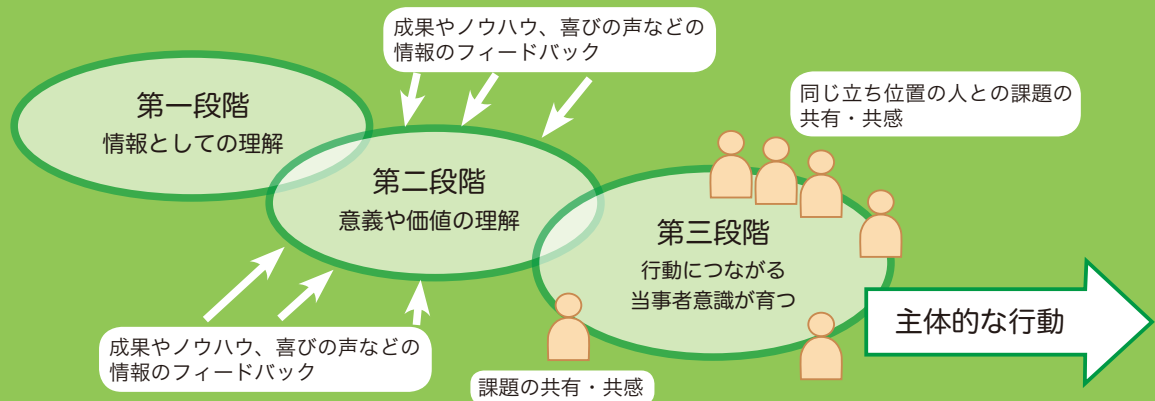 成果やノウハウ、喜びの声などの
情報のフィードバック
第一段階
情報としての理解
同じ立ち位置の人との課題の
共有・共感
第二段階
意義や価値の理解
第三段階
行動につながる
当事者意識が育つ
主体的な行動
成果やノウハウ、喜びの声などの
情報のフィードバック
課題の共有・共感